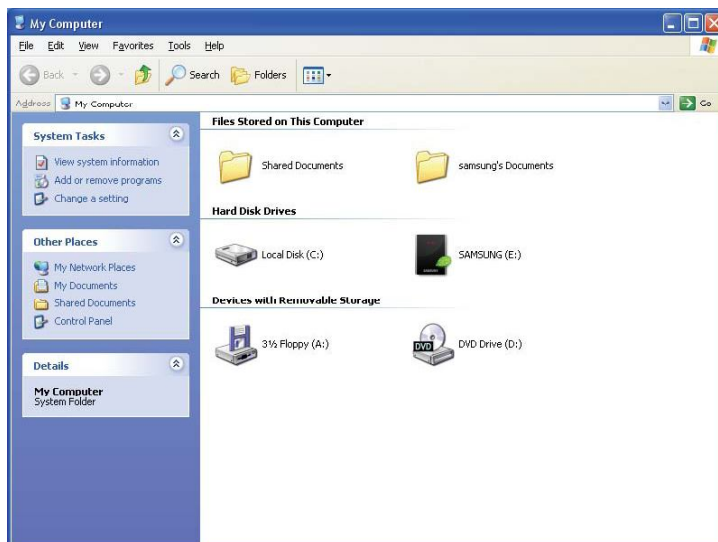 My Computer
File Edit View Favorites Tools Help
Back Search Folders
Address My Computer Go
System Tasks
View system information
Add or remove programs
Change a setting
Other Places
My Network Places
My Documents
Shared Documents
Control Panel
Details
My Computer
System Folder
Files Stored on This Computer
Shared Documents samsung's Documents
Hard Disk Drives
Local Disk (C:) SAMSUNG (E:)
Devices with Removable Storage
3½ Floppy (A:) DVD Drive (D:)
DVD